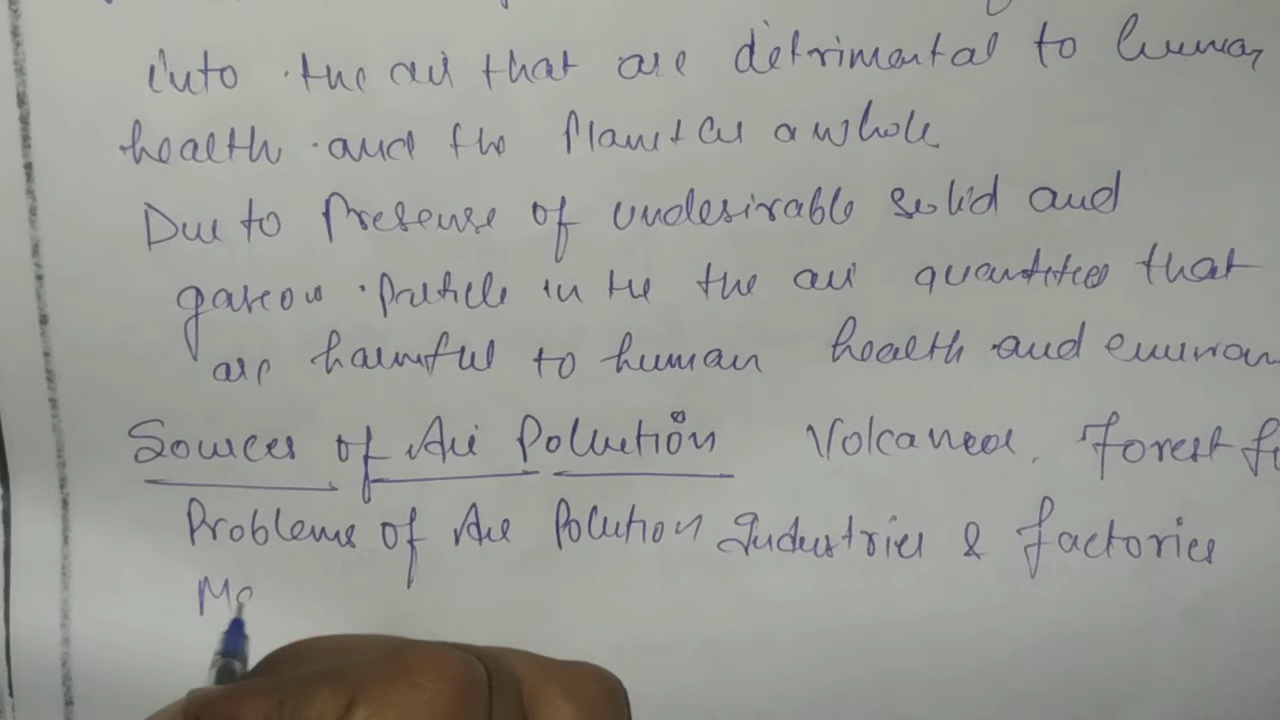 into the air that are detrimental to human
health and the Planet as a whole
Due to Presense of undesirable solid and
gaseous Particle in the the air quantities that
are harmful to human health and environ
Sources of Air Pollution Volcanoes. Forest fi
Problems of Air Pollution Industries & factories